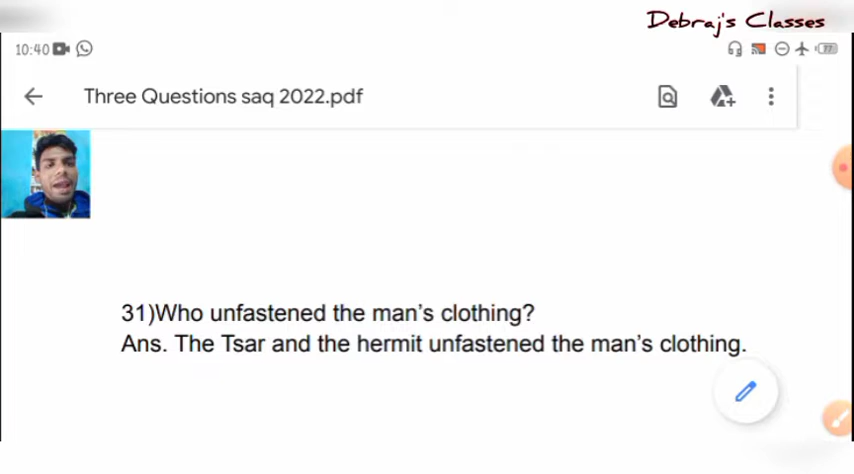 Debraj's Classes
10:40
77
Three Questions saq 2022.pdf
31)Who unfastened the man's clothing?
Ans. The Tsar and the hermit unfastened the man's clothing.